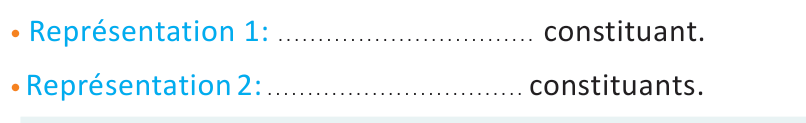 • Représentation 1: ................................ constituant.
• Représentation 2: ................................ constituants.